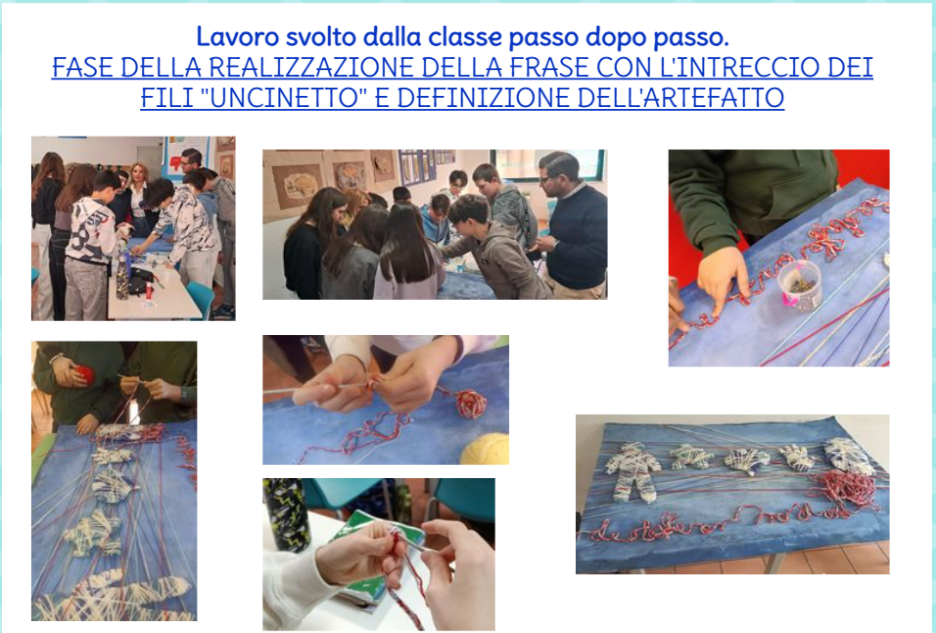 Lavoro svolto dalla classe passo dopo passo.
FASE DELLA REALIZZAZIONE DELLA FRASE CON L'INTRECCIO DEI
FILI "UNCINETTO" E DEFINIZIONE DELL'ARTEFATTO